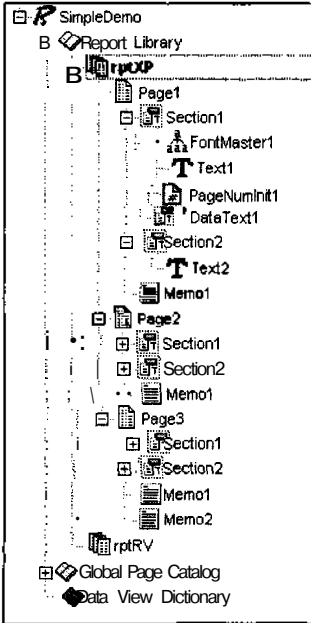 SimpleDemo
Report Library
rptXP
Page1
Section1
FontMaster1
Text1
PageNumInit1
DataText1
Section2
Text2
Memo1
Page2
Section1
Section2
Memo1
Page3
Section1
Section2
Memo1
Memo2
rptRV
Global Page Catalog
Data View Dictionary